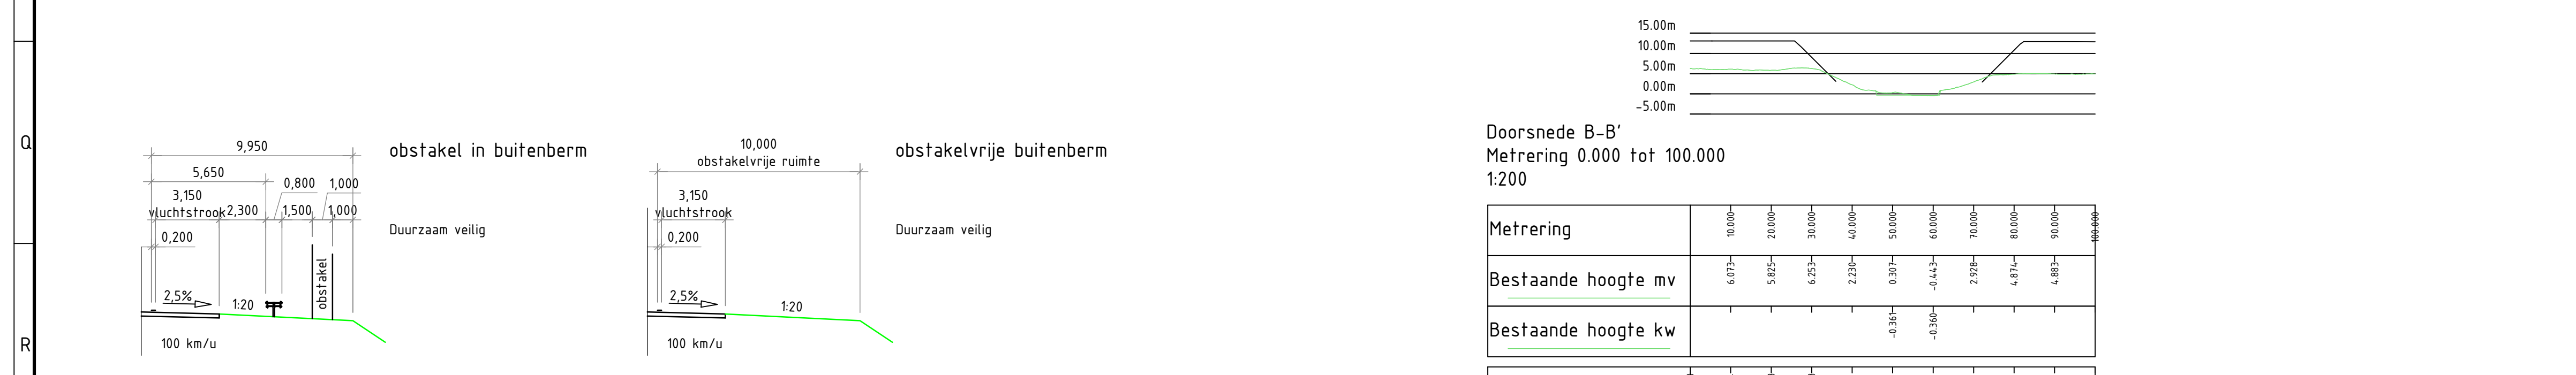 Q
R
9,950
5,650
0,800
1,000
3,150
vluchtstrook
2,300
1,500
1,000
0,200
obstakel
2,5%
1:20
100 km/u
obstakel in buitenberm
Duurzaam veilig
10,000
obstakelvrije ruimte
3,150
vluchtstrook
0,200
2,5%
1:20
100 km/u
obstakelvrije buitenberm
Duurzaam veilig
15.00m
10.00m
5.00m
0.00m
-5.00m
Doorsnede B-B'
Metrering 0.000 tot 100.000
1:200
Metrering 10.000 20.000 30.000 40.000 50.000 60.000 70.000 80.000 90.000 100.000
Bestaande hoogte mv 6.073 5.825 6.253 2.230 0.307 -0.443 2.928 4.874 4.883
Bestaande hoogte kw -0.361 -0.360